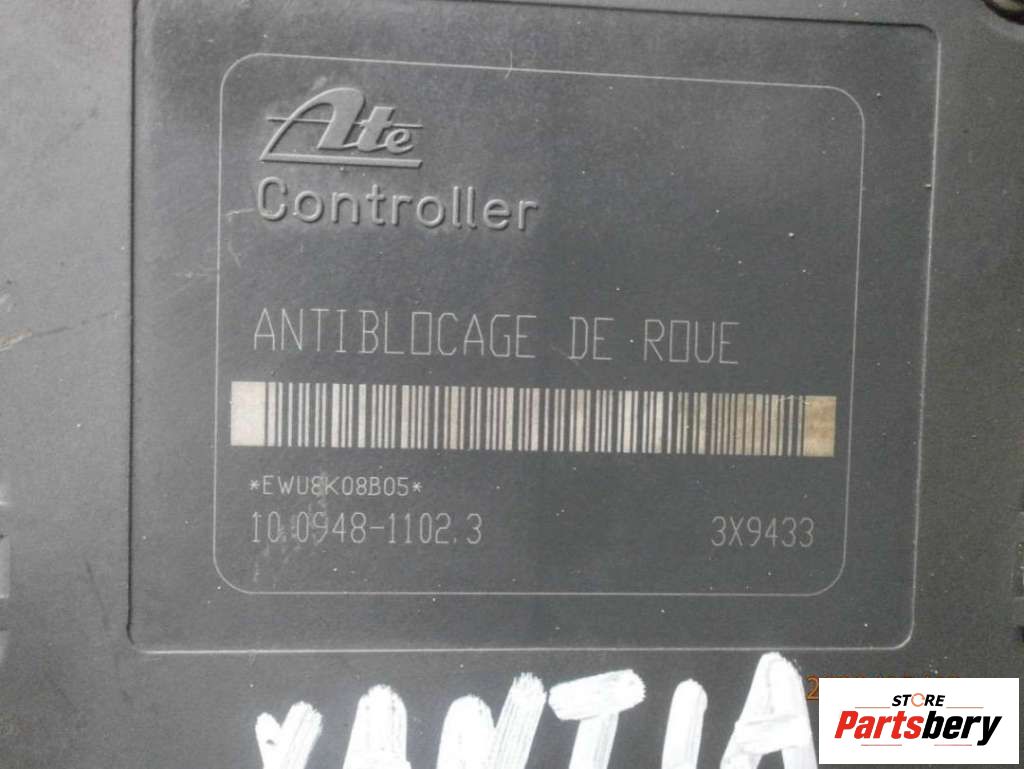 Ate
Controller
ANTIBLOCAGE DE ROUE
*EWU8K08B05*
10.0948-1102.3
3X9433
XANTIA
STORE
Partsbery